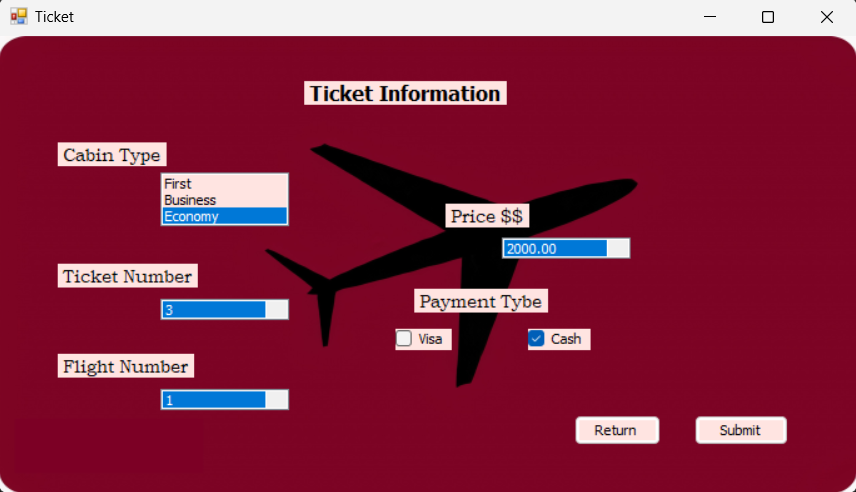 Ticket
Ticket Information
Cabin Type
First
Business
Economy
Price $$
2000.00
Ticket Number
3
Payment Tybe
Visa
Cash
Flight Number
1
Return
Submit